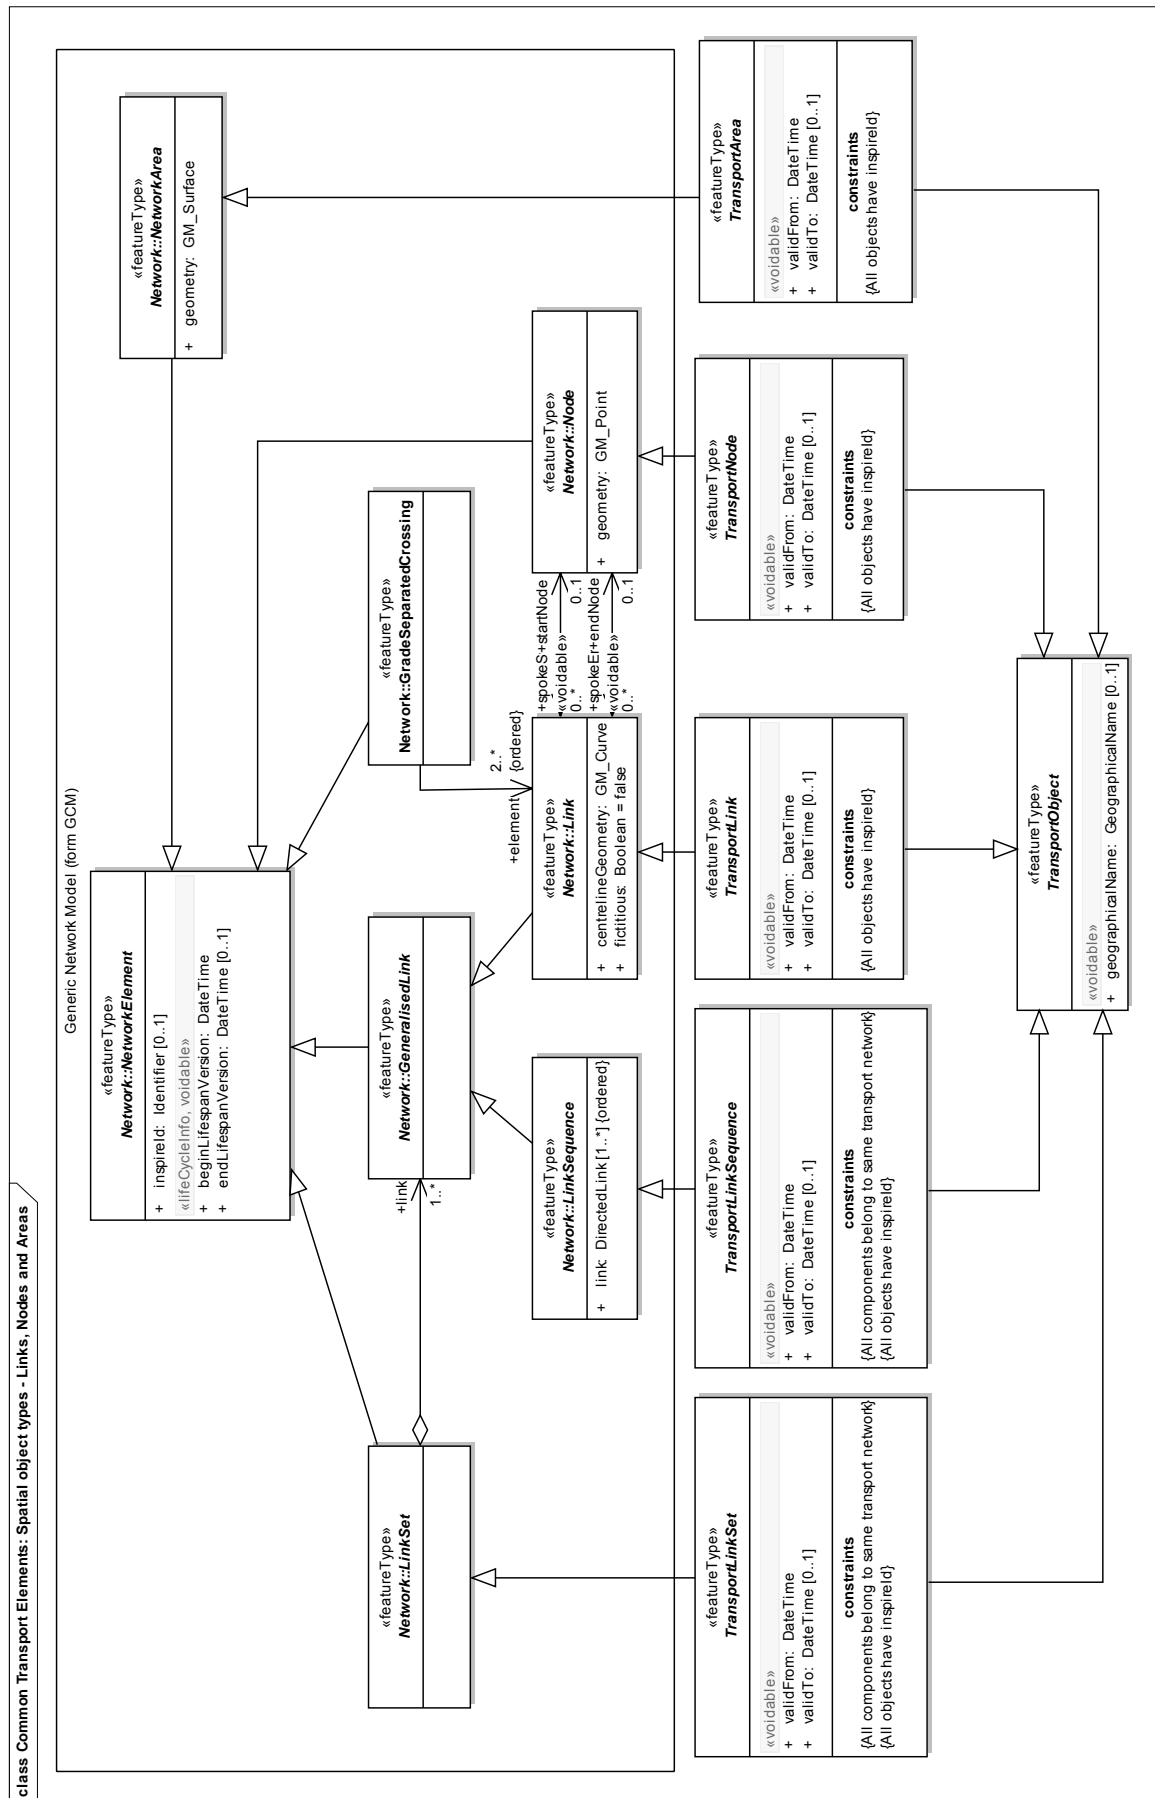 class Common Transport Elements: Spatial object types - Links, Nodes and Areas
Generic Network Model (form GCM)
«featureType»
Network::NetworkElement
+ inspireId: Identifier [0..1]
«lifeCycleInfo, voidable»
+ beginLifespanVersion: DateTime
+ endLifespanVersion: DateTime [0..1]
«featureType»
Network::NetworkArea
+ geometry: GM_Surface
«featureType»
Network::LinkSet
+link
1..*
«featureType»
Network::GeneralisedLink
«featureType»
Network::GradeSeparatedCrossing
+element
2..*
{ordered}
«featureType»
Network::LinkSequence
+ link: DirectedLink [1..*] {ordered}
«featureType»
Network::Link
+ centrelineGeometry: GM_Curve
+ fictitious: Boolean = false
+spokeS+startNode
«voidable»
0..*
0..1
+spokeEr+endNode
«voidable»
0..*
0..1
«featureType»
Network::Node
+ geometry: GM_Point
«featureType»
TransportLinkSet
«voidable»
+ validFrom: DateTime
+ validTo: DateTime [0..1]
constraints
{All components belong to same transport network}
{All objects have inspireId}
«featureType»
TransportLinkSequence
«voidable»
+ validFrom: DateTime
+ validTo: DateTime [0..1]
constraints
{All components belong to same transport network}
{All objects have inspireId}
«featureType»
TransportLink
«voidable»
+ validFrom: DateTime
+ validTo: DateTime [0..1]
constraints
{All objects have inspireId}
«featureType»
TransportNode
«voidable»
+ validFrom: DateTime
+ validTo: DateTime [0..1]
constraints
{All objects have inspireId}
«featureType»
TransportArea
«voidable»
+ validFrom: DateTime
+ validTo: DateTime [0..1]
constraints
{All objects have inspireId}
«featureType»
TransportObject
«voidable»
+ geographicalName: GeographicalName [0..1]